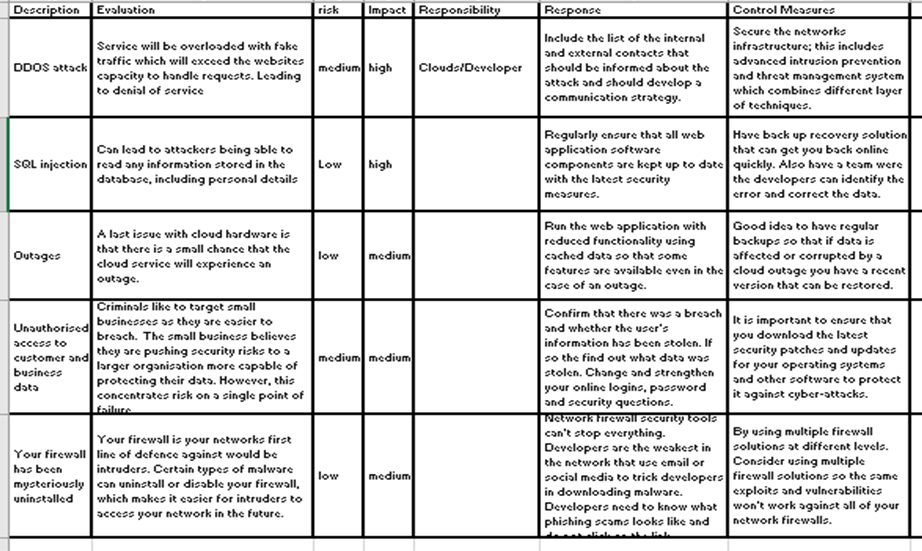 Description Evaluation risk Impact Responsibility Response Control Measures
DDOS attack
Service will be overloaded with fake
traffic which will exceed the websites
capacity to handle requests. Leading
to denial of service
medium
high
Clouds/Developer
Include the list of the internal
and external contacts that
should be informed about the
attack and should develop a
communication strategy.
Secure the networks
infrastructure; this includes
advanced intrusion prevention
and threat management system
which combines different layer
of techniques.
SQL injection
Can lead to attackers being able to
read any information stored in the
database, including personal details
Low
high
Regularly ensure that all web
application software
components are kept up to date
with the latest security
measures.
Have back up recovery solution
that can get you back online
quickly. Also have a team were
the developers can identify the
error and correct the data.
Outages
A last issue with cloud hardware is
that there is a small chance that the
cloud service will experience an
outage.
low
medium
Run the web application with
reduced functionality using
cached data so that some
features are available even in the
case of an outage.
Good idea to have regular
backups so that if data is
affected or corrupted by a
cloud outage you have a recent
version that can be restored.
Unauthorised
access to
customer and
business
data
Criminals like to target small
businesses as they are easier to
breach. The small business believes
they are pushing security risks to a
larger organisation more capable of
protecting their data. However, this
concentrates risk on a single point of
failure.
medium
medium
Confirm that there was a breach
and whether the user's
information has been stolen. If
so the find out what data was
stolen. Change and strengthen
your online logins, password
and security questions.
It is important to ensure that
you download the latest
security patches and updates
for your operating systems
and other software to protect
it against cyber-attacks.
Your firewall
has been
mysteriously
uninstalled
Your firewall is your networks first
line of defence against would be
intruders. Certain types of malware
can uninstall or disable your firewall,
which makes it easier for intruders to
access your network in the future.
low
medium
Network firewall security tools
can't stop everything.
Developers are the weakest in
the network that use email or
social media to trick developers
in downloading malware.
Developers need to know what
phishing scams looks like and
By using multiple firewall
solutions at different levels.
Consider using multiple
firewall solutions so the same
exploits and vulnerabilities
won't work against all of your
network firewalls.